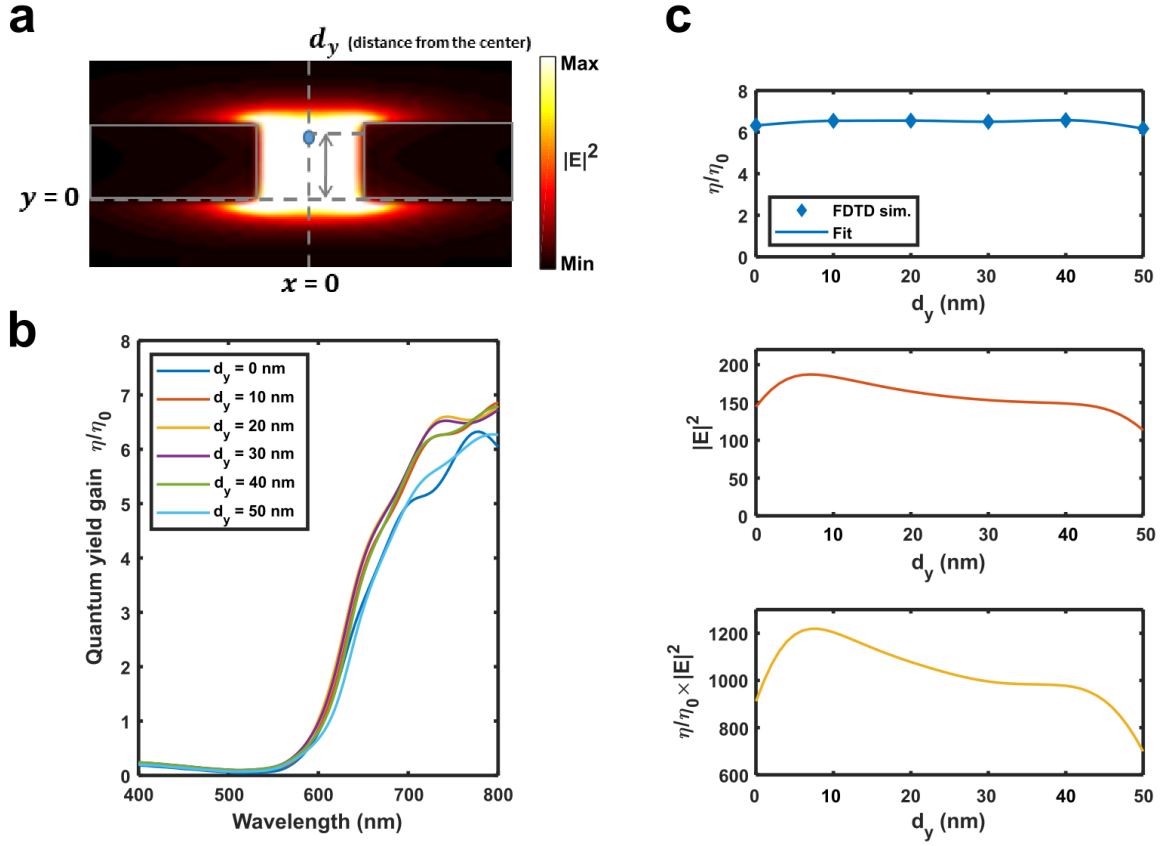 a
d_y (distance from the center)
Max
|E|²
Min
y = 0
x = 0
b
Quantum yield gain η/η₀
8
7
6
5
4
3
2
1
0
d_y = 0 nm
d_y = 10 nm
d_y = 20 nm
d_y = 30 nm
d_y = 40 nm
d_y = 50 nm
400 500 600 700 800
Wavelength (nm)
c
η/η₀
8
6
4
2
0
FDTD sim.
Fit
0 10 20 30 40 50
d_y (nm)
|E|²
200
150
100
50
0
0 10 20 30 40 50
d_y (nm)
η/η₀×|E|²
1200
1000
800
600
0 10 20 30 40 50
d_y (nm)